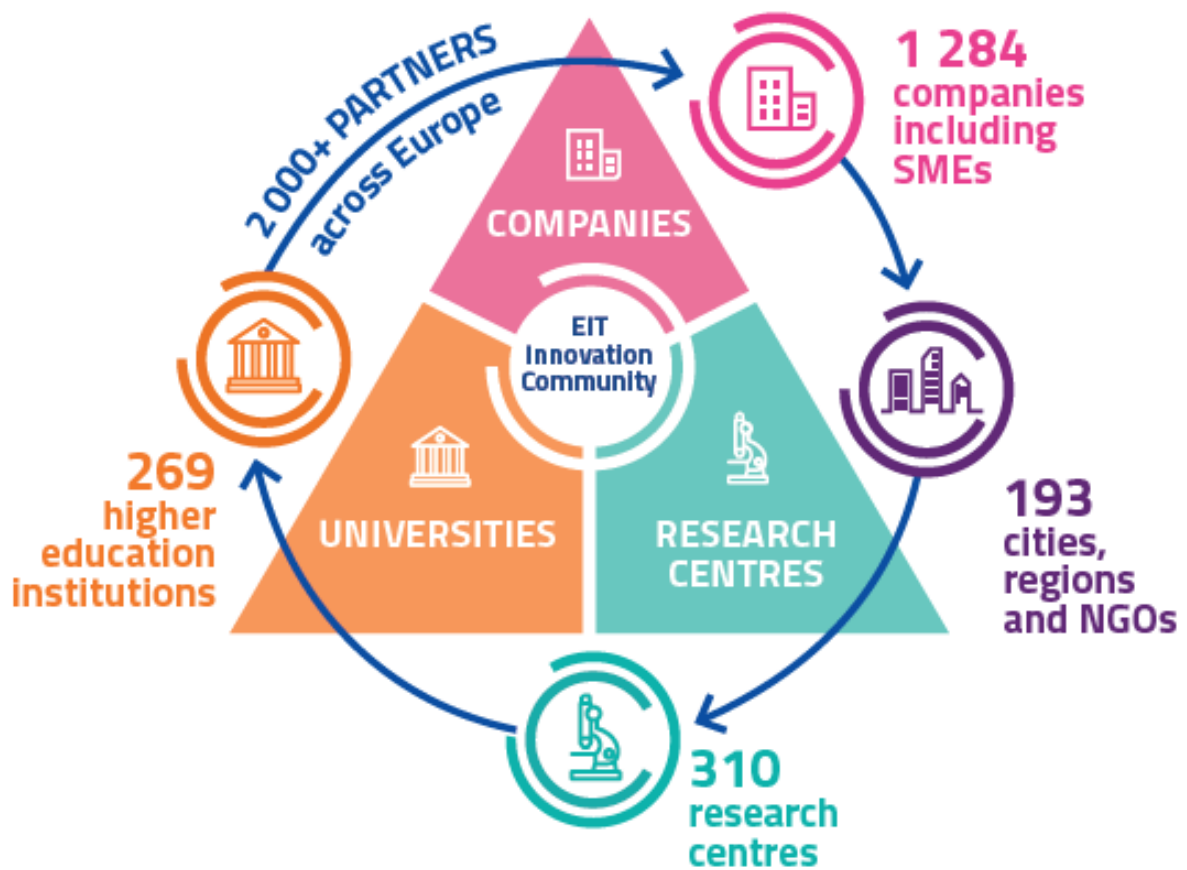 2 000+ PARTNERS
across Europe
1 284
companies
including
SMEs
COMPANIES
EIT
Innovation
Community
269
higher
education
institutions
UNIVERSITIES
RESEARCH
CENTRES
193
cities,
regions
and NGOs
310
research
centres